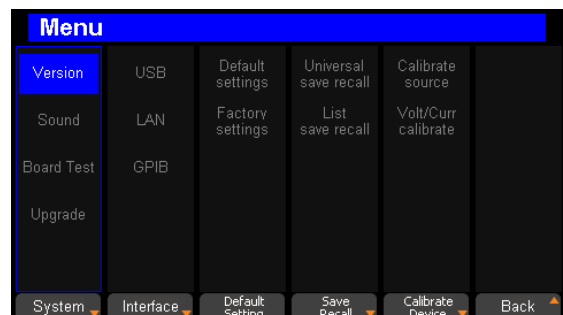 Menu
Version
USB
Default
settings
Universal
save recall
Calibrate
source
Sound
LAN
Factory
settings
List
save recall
Volt/Curr
calibrate
Board Test
GPIB
Upgrade
System
Interface
Default
Setting
Save
Recall
Calibrate
Device
Back